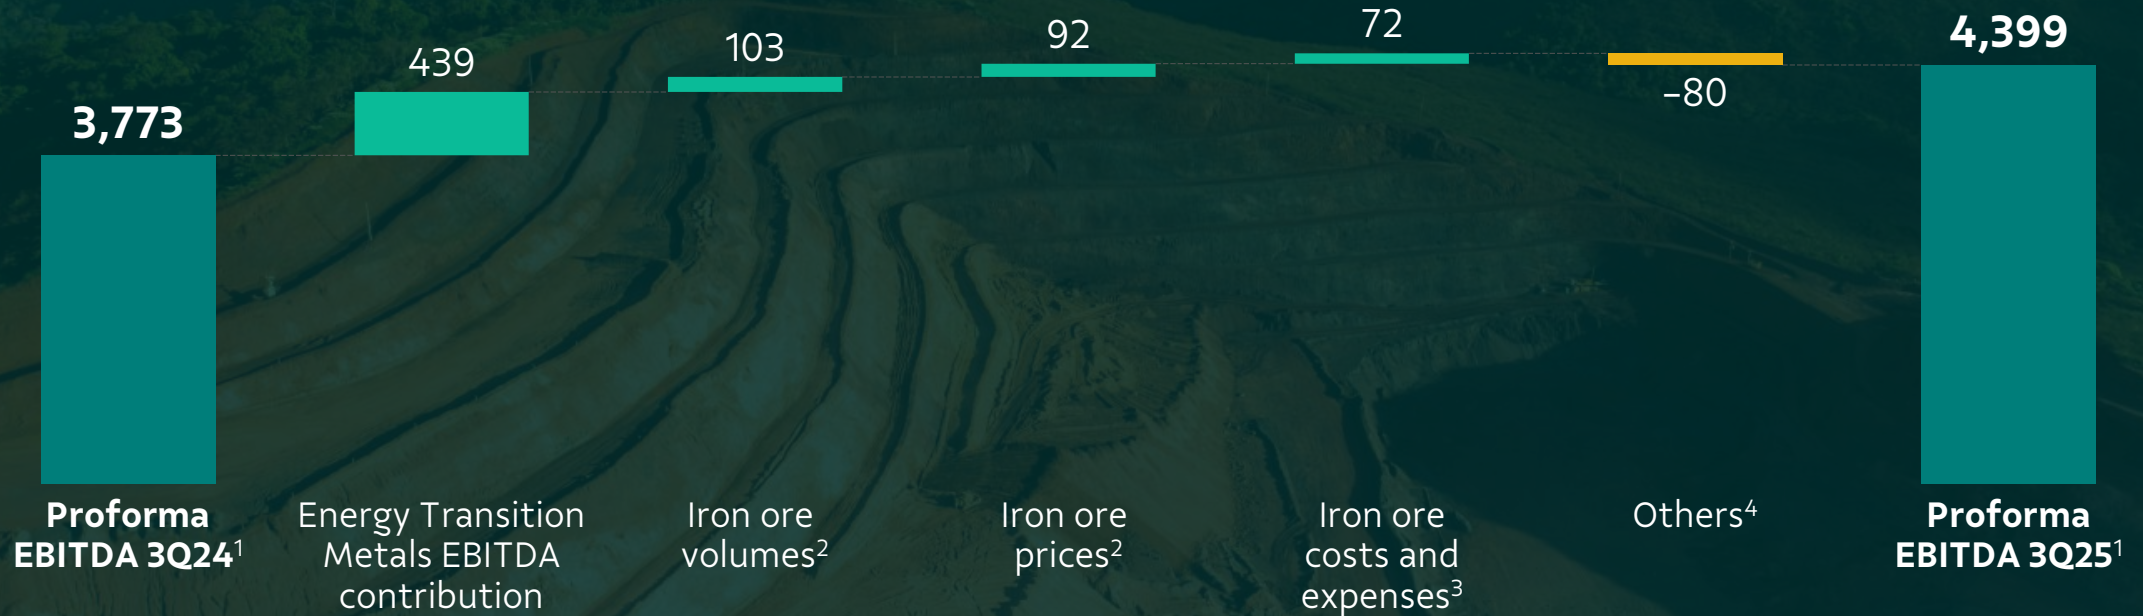 3,773
439
103
92
72
–80
4,399
Proforma
EBITDA 3Q24¹
Energy Transition
Metals EBITDA
contribution
Iron ore
volumes²
Iron ore
prices²
Iron ore
costs and
expenses³
Others⁴
Proforma
EBITDA 3Q25¹